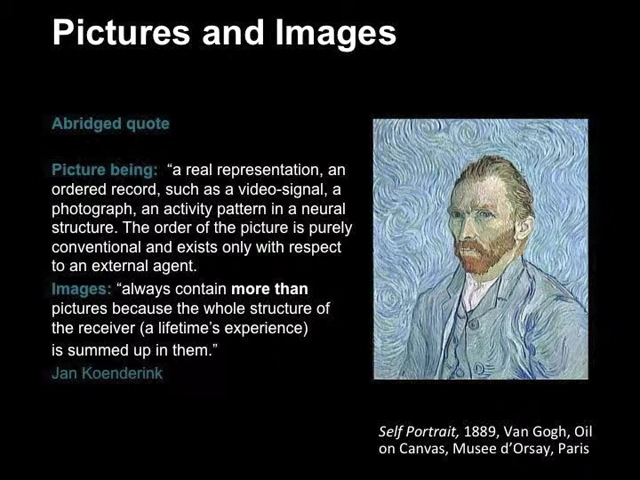 Pictures and Images
Abridged quote
Picture being: “a real representation, an
ordered record, such as a video-signal, a
photograph, an activity pattern in a neural
structure. The order of the picture is purely
conventional and exists only with respect
to an external agent.
Images: “always contain more than
pictures because the whole structure of
the receiver (a lifetime’s experience)
is summed up in them.”
Jan Koenderink
Self Portrait, 1889, Van Gogh, Oil
on Canvas, Musee d’Orsay, Paris